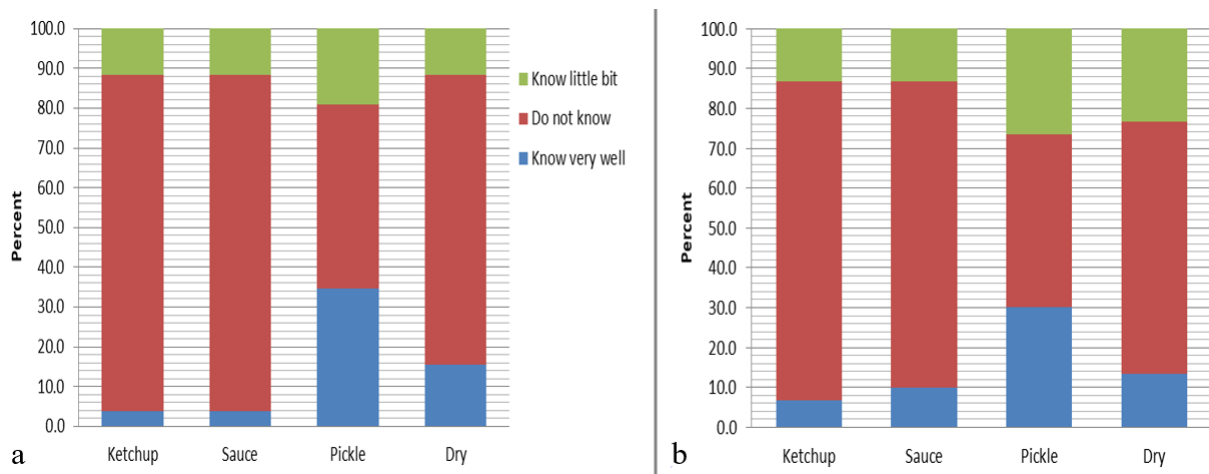 100.0
90.0
80.0
70.0
60.0
50.0
40.0
30.0
20.0
10.0
0.0
Percent
Ketchup Sauce Pickle Dry
a
Know little bit
Do not know
Know very well
100.0
90.0
80.0
70.0
60.0
50.0
40.0
30.0
20.0
10.0
0.0
Percent
Ketchup Sauce Pickle Dry
b